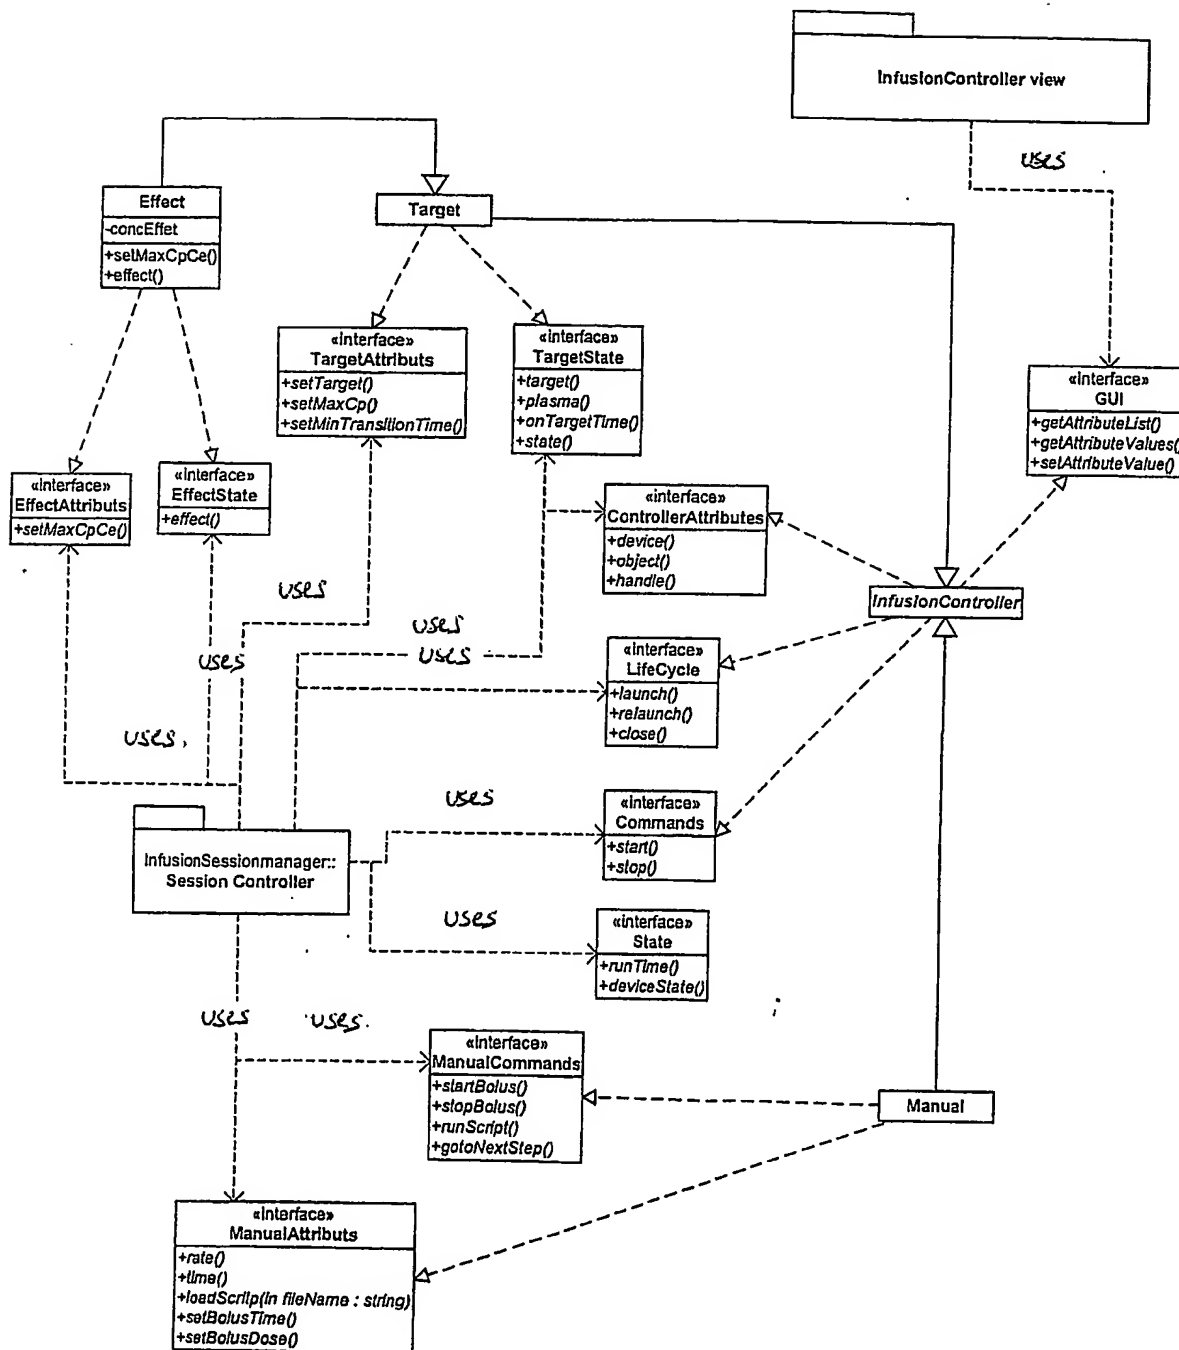 InfusionController view
uses
Effect
-concEffet
+setMaxCpCe()
+effect()
Target
«interface»
TargetAttributs
+setTarget()
+setMaxCp()
+setMinTransitionTime()
«interface»
TargetState
+target()
+plasma()
+onTargetTime()
+state()
«interface»
GUI
+getAttributeList()
+getAttributeValues()
+setAttributeValue()
«interface»
EffectAttributs
+setMaxCpCe()
«interface»
EffectState
+effect()
«interface»
ControllerAttributes
+device()
+object()
+handle()
InfusionController
uses
uses
uses
uses
uses.
«interface»
LifeCycle
+launch()
+relaunch()
+close()
uses
«interface»
Commands
+start()
+stop()
InfusionSessionmanager::
Session Controller
uses
«interface»
State
+runTime()
+deviceState()
uses
uses.
«interface»
ManualCommands
+startBolus()
+stopBolus()
+runScript()
+gotoNextStep()
Manual
«interface»
ManualAttributs
+rate()
+time()
+loadScritp(in fileName : string)
+setBolusTime()
+setBolusDose()